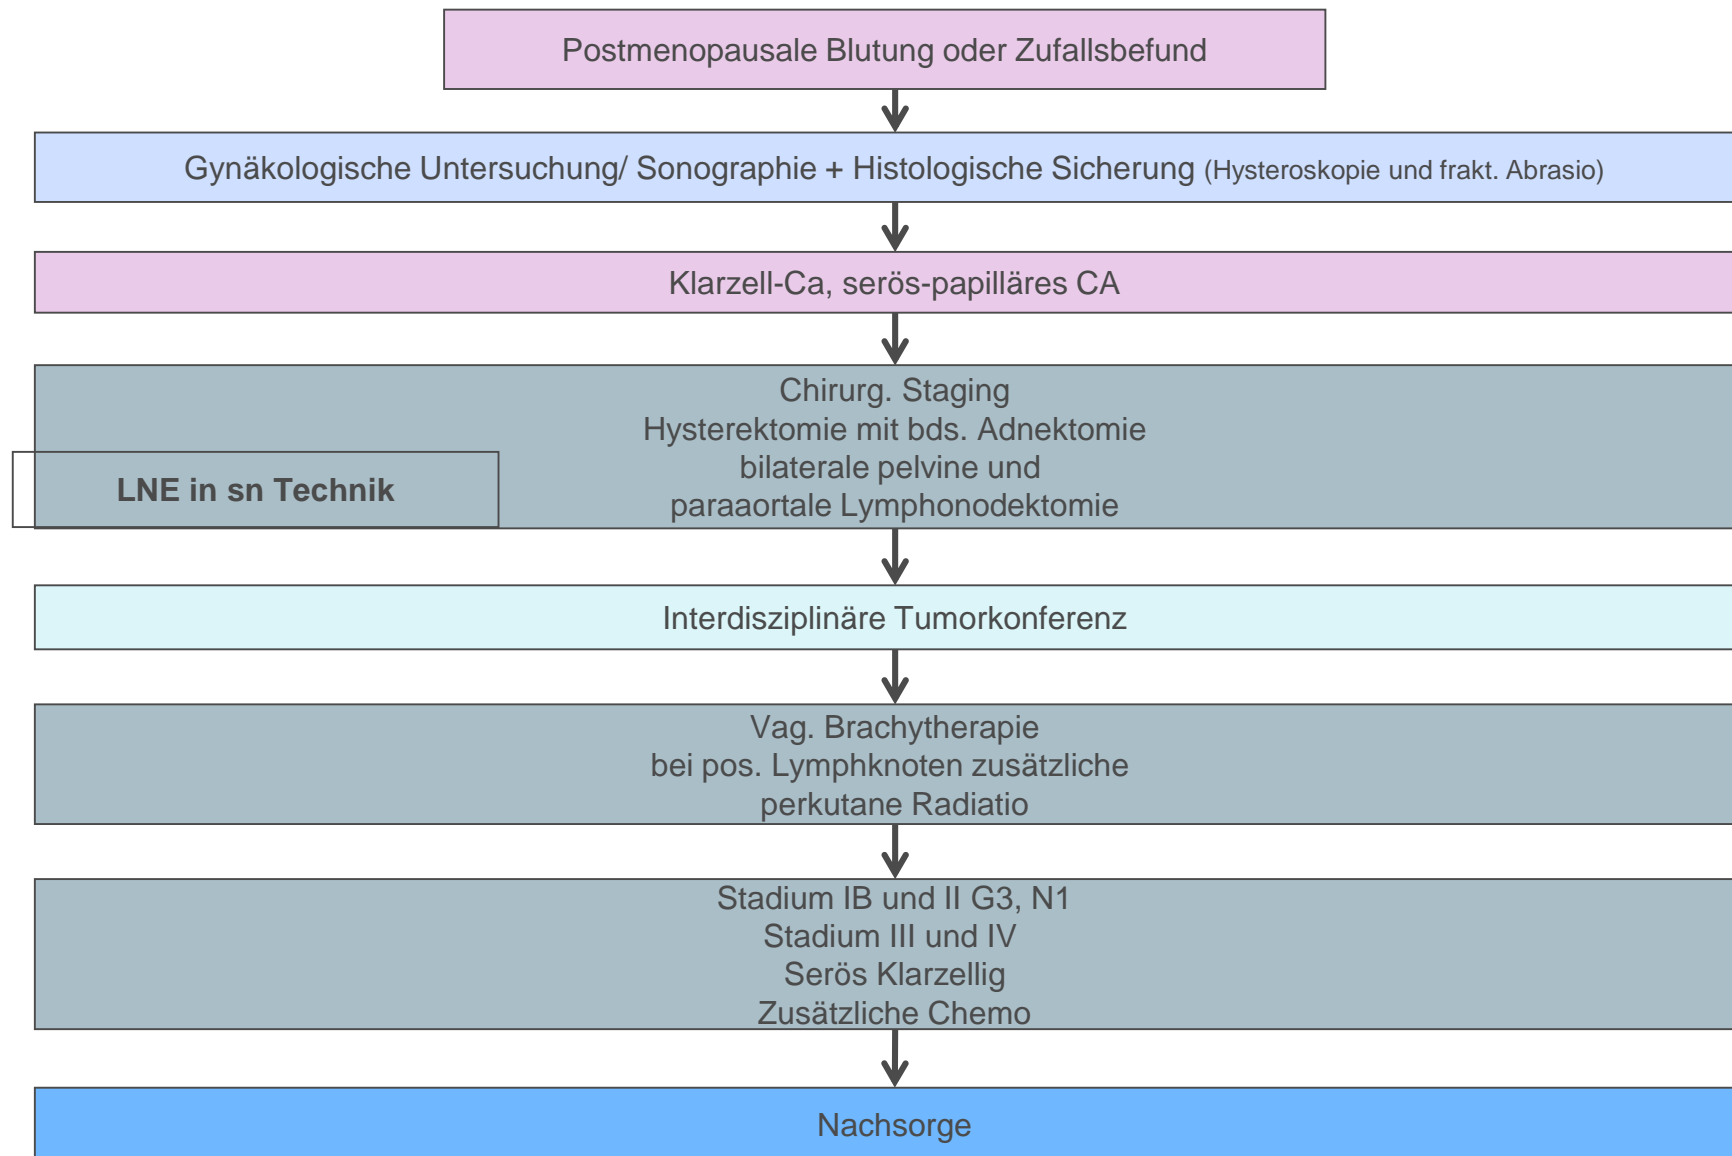 Postmenopausale Blutung oder Zufallsbefund
Gynäkologische Untersuchung/ Sonographie + Histologische Sicherung (Hysteroskopie und frakt. Abrasio)
Klarzell-Ca, serös-papilläres CA
Chirurg. Staging
Hysterektomie mit bds. Adnektomie
bilaterale pelvine und
paraaortale Lymphonodektomie
LNE in sn Technik
Interdisziplinäre Tumorkonferenz
Vag. Brachytherapie
bei pos. Lymphknoten zusätzliche
perkutane Radiatio
Stadium IB und II G3, N1
Stadium III und IV
Serös Klarzellig
Zusätzliche Chemo
Nachsorge